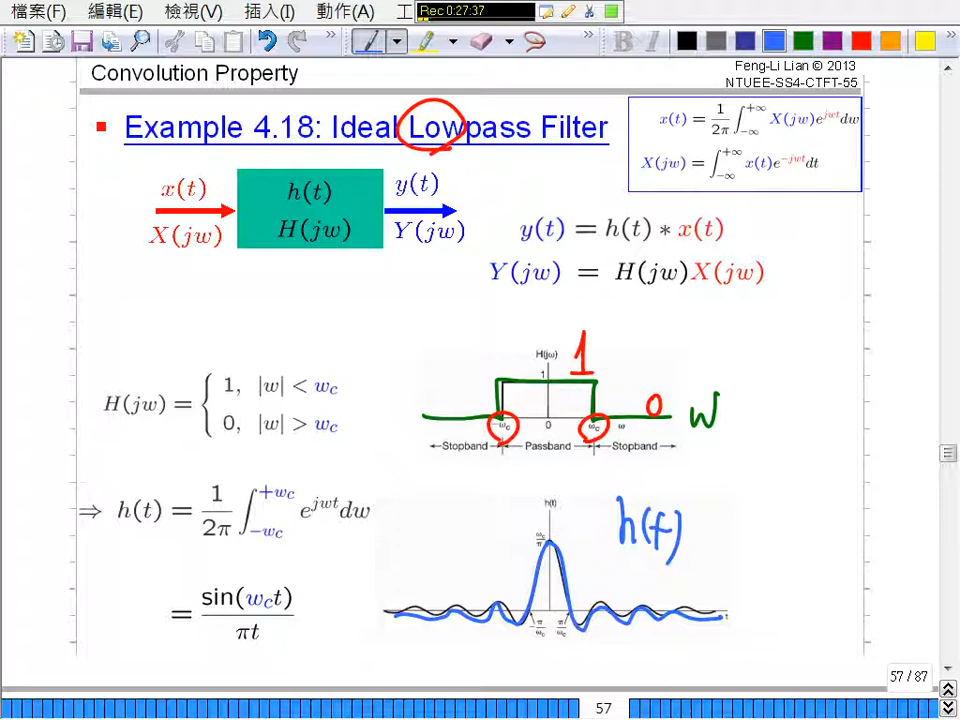 檔案(F) 編輯(E) 檢視(V) 插入(I) 動作(A) 工
Rec 0:27:37
B I
Convolution Property
Feng-Li Lian © 2013
NTUEE-SS4-CTFT-55
Example 4.18: Ideal Lowpass Filter
x(t) = 1/2π ∫_{-∞}^{+∞} X(jw)e^{jwt}dw
X(jw) = ∫_{-∞}^{+∞} x(t)e^{-jwt}dt
x(t) h(t) y(t)
X(jw) H(jw) Y(jw)
y(t) = h(t) * x(t)
Y(jw) = H(jw)X(jw)
H(jw) = { 1, |w| < w_c
0, |w| > w_c
H(jω)
1
1
0
W
-ω_c 0 ω_c ω
Stopband Passband Stopband
⇒ h(t) = 1/2π ∫_{-w_c}^{+w_c} e^{jwt}dw
= sin(w_c t)/πt
h(t)
h(t)
ω_c/π
-π/ω_c π/ω_c t
57 / 87
57